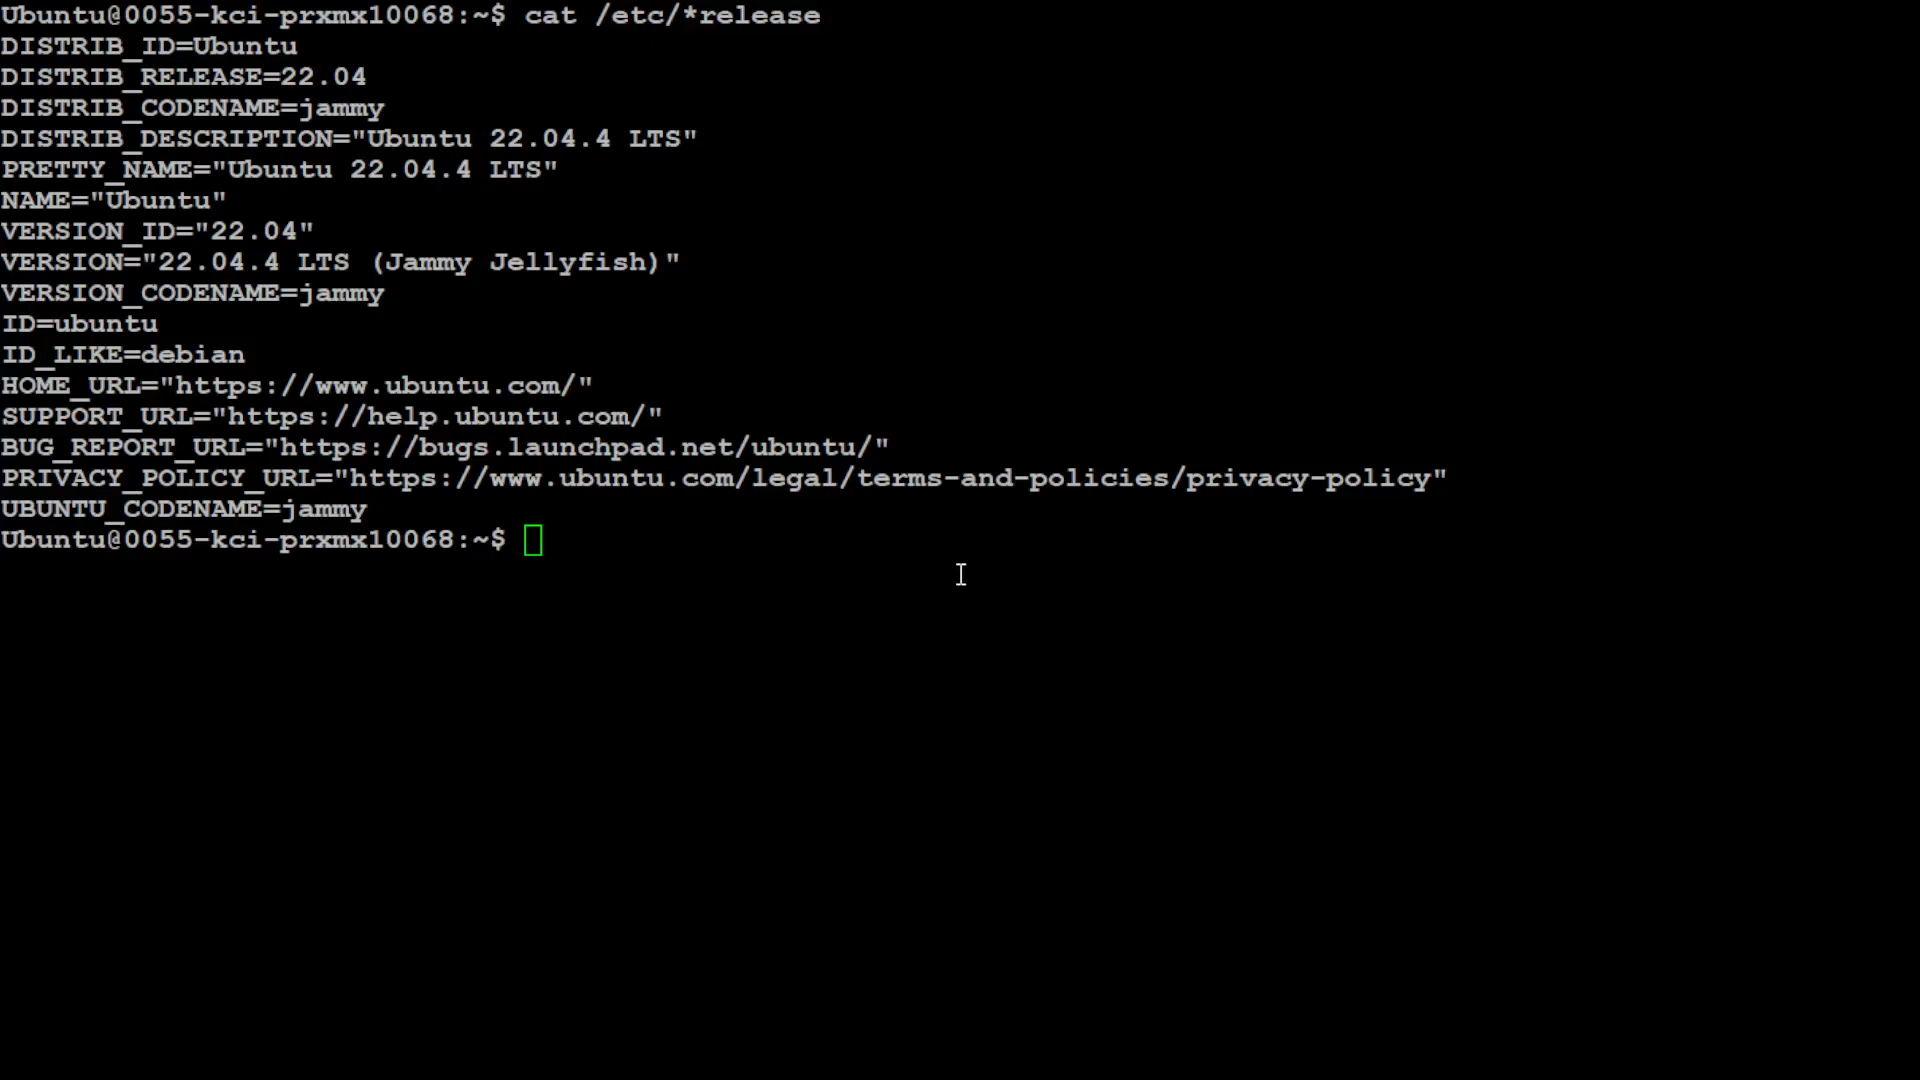 Ubuntu@0055-kci-prxmx10068:~$ cat /etc/*release
DISTRIB_ID=Ubuntu
DISTRIB_RELEASE=22.04
DISTRIB_CODENAME=jammy
DISTRIB_DESCRIPTION="Ubuntu 22.04.4 LTS"
PRETTY_NAME="Ubuntu 22.04.4 LTS"
NAME="Ubuntu"
VERSION_ID="22.04"
VERSION="22.04.4 LTS (Jammy Jellyfish)"
VERSION_CODENAME=jammy
ID=ubuntu
ID_LIKE=debian
HOME_URL="https://www.ubuntu.com/"
SUPPORT_URL="https://help.ubuntu.com/"
BUG_REPORT_URL="https://bugs.launchpad.net/ubuntu/"
PRIVACY_POLICY_URL="https://www.ubuntu.com/legal/terms-and-policies/privacy-policy"
UBUNTU_CODENAME=jammy
Ubuntu@0055-kci-prxmx10068:~$